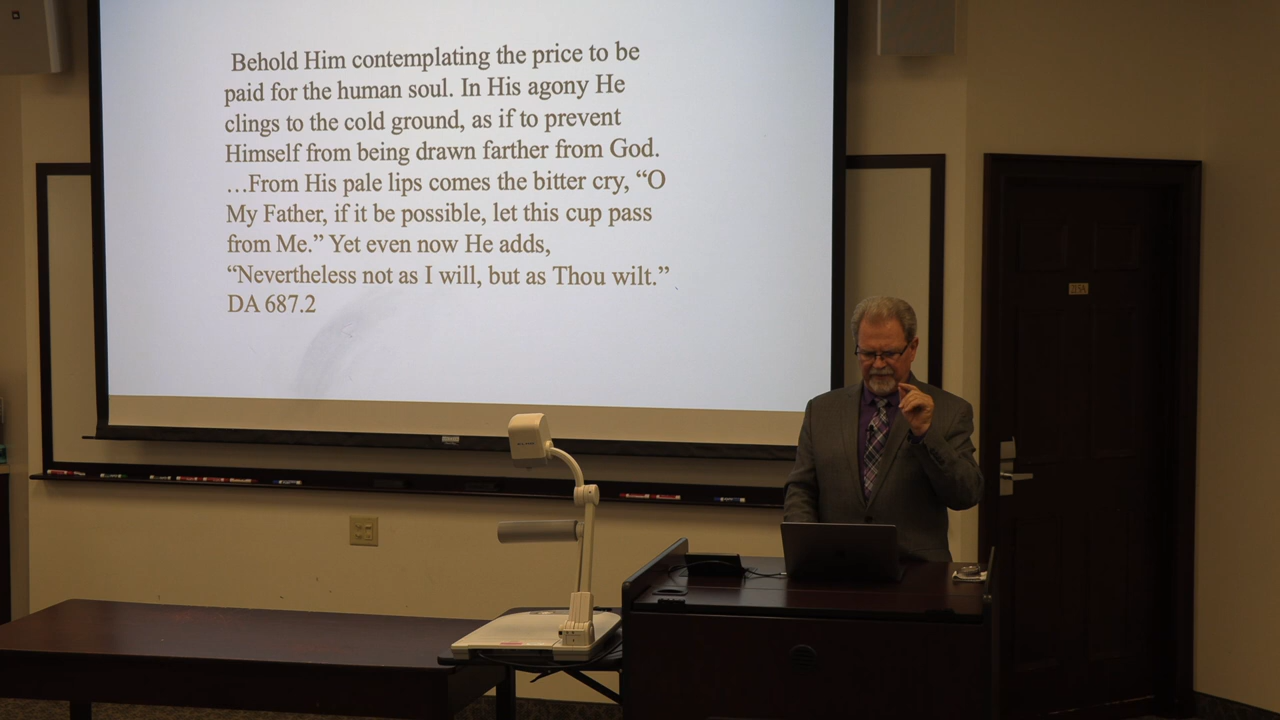 Behold Him contemplating the price to be
paid for the human soul. In His agony He
clings to the cold ground, as if to prevent
Himself from being drawn farther from God.
…From His pale lips comes the bitter cry, “O
My Father, if it be possible, let this cup pass
from Me.” Yet even now He adds,
“Nevertheless not as I will, but as Thou wilt.”
DA 687.2